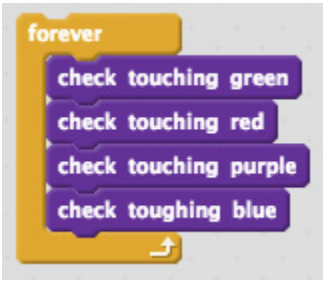 forever
check touching green
check touching red
check touching purple
check toughing blue